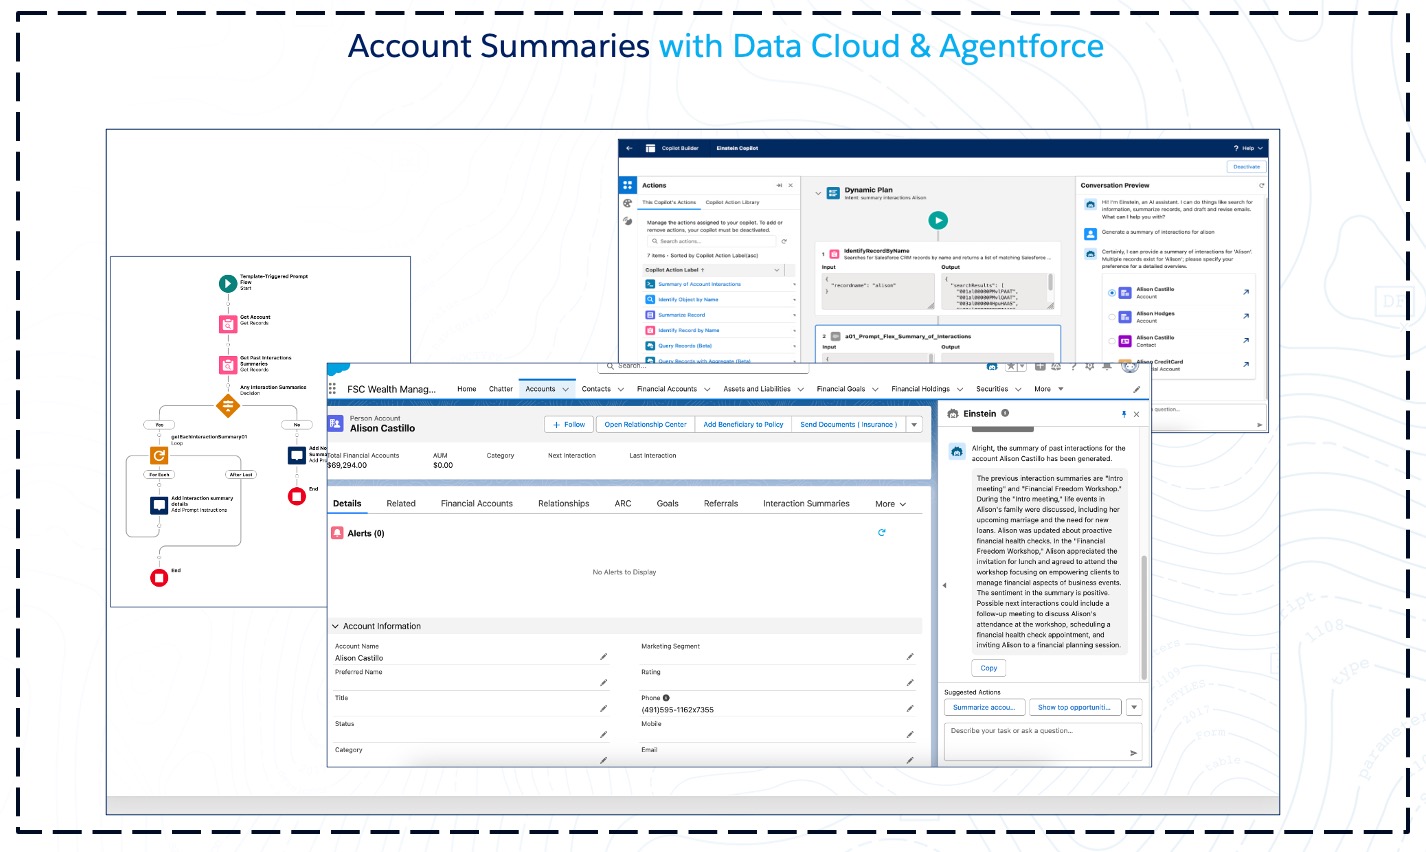 Account Summaries with Data Cloud & Agentforce
Copilot Builder
Einstein Copilot
? Help
Deactivate
Actions
This Copilot's Actions
Copilot Action Library
Manage the actions assigned to your copilot. To add
or remove actions, your copilot must be deactivated.
Search actions...
7 items • Sorted by Copilot Action Label(asc)
Copilot Action Label ↑
Summary of Account Interactions
Identify Object by Name
Summarize Record
Identify Record by Name
Query Records (Beta)
Query Records with Aggregate (Beta)
Dynamic Plan
Intent: summary interactions Alison
1 IdentifyRecordByName
Searches for Salesforce CRM records by name and returns a list of matching Salesforce ...
Input
Output
{
"recordname": "alison"
{
"searchResults": [
2 a01_Prompt_Flex_Summary_of_Interactions
Input
Output
Conversation Preview
Hi! I'm Einstein, an AI assistant. I can do things like search for
information, summarize records, and draft and revise emails.
What can I help you with?
Generate a summary of interactions for alison
Certainly, I can provide a summary of interactions for 'Alison'.
Multiple records exist for 'Alison'; please specify your
preference for a detailed overview.
Alison Castillo
Account
Alison Hodges
Account
Alison Castillo
Contact
Alison CreditCard
question...
Template-Triggered Prompt
Flow
Start
Get Account
Get Records
Get Past Interactions
Summaries
Get Records
Any Interaction Summaries
Decision
Yes
No
getEachInteractionSummary01
Loop
For Each
After Last
Add Interaction summary
details
Add Prompt Instructions
End
End
Search...
FSC Wealth Manag...
Home
Chatter
Accounts
Contacts
Financial Accounts
Assets and Liabilities
Financial Goals
Financial Holdings
Securities
More
Person Account
Alison Castillo
+ Follow
Open Relationship Center
Add Beneficiary to Policy
Send Documents ( Insurance )
Total Financial Accounts
AUM
Category
Next Interaction
Last Interaction
$69,294.00
$0.00
Details
Related
Financial Accounts
Relationships
ARC
Goals
Referrals
Interaction Summaries
More
Alerts (0)
No Alerts to Display
Account Information
Account Name
Alison Castillo
Marketing Segment
Preferred Name
Rating
Title
Phone
(491)595-1162x7355
Status
Mobile
Category
Email
Einstein
Alright, the summary of past interactions for the
account Alison Castillo has been generated.
The previous interaction summaries are "Intro
meeting" and "Financial Freedom Workshop."
During the "Intro meeting," life events in
Alison's family were discussed, including her
upcoming marriage and the need for new
loans. Alison was updated about proactive
financial health checks. In the "Financial
Freedom Workshop," Alison appreciated the
invitation for lunch and agreed to attend the
workshop focusing on empowering clients to
manage financial aspects of business events.
The sentiment in the summary is positive.
Possible next interactions could include a
follow-up meeting to discuss Alison's
attendance at the workshop, scheduling a
financial health check appointment, and
inviting Alison to a financial planning session.
Copy
Suggested Actions
Summarize accou...
Show top opportuniti...
Describe your task or ask a question...